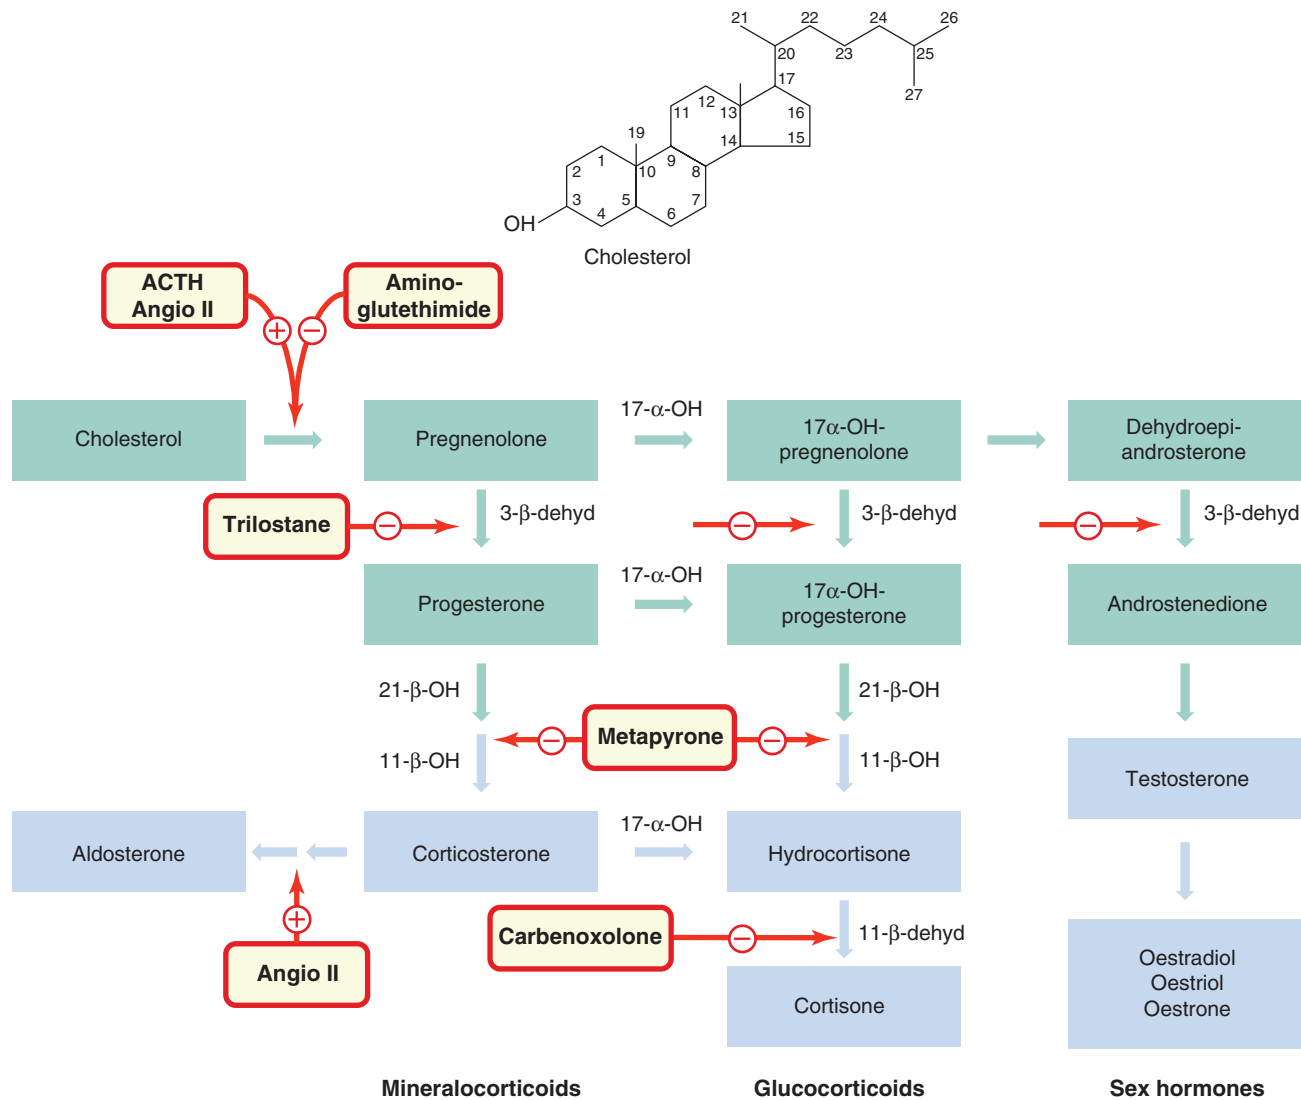 21
22
24
26
20
23
25
27
17
12
11
13
16
19
14
15
1
9
2
10
8
3
5
7
4
6
OH
Cholesterol
ACTH
Angio II
Amino-
glutethimide
+
−
Cholesterol
Pregnenolone
17-α-OH
17α-OH-
pregnenolone
Dehydroepi-
androsterone
Trilostane
−
3-β-dehyd
−
3-β-dehyd
−
3-β-dehyd
Progesterone
17-α-OH
17α-OH-
progesterone
Androstenedione
21-β-OH
21-β-OH
−
Metapyrone
−
11-β-OH
11-β-OH
Testosterone
Aldosterone
Corticosterone
17-α-OH
Hydrocortisone
+
Angio II
Carbenoxolone
−
11-β-dehyd
Cortisone
Oestradiol
Oestriol
Oestrone
Mineralocorticoids
Glucocorticoids
Sex hormones